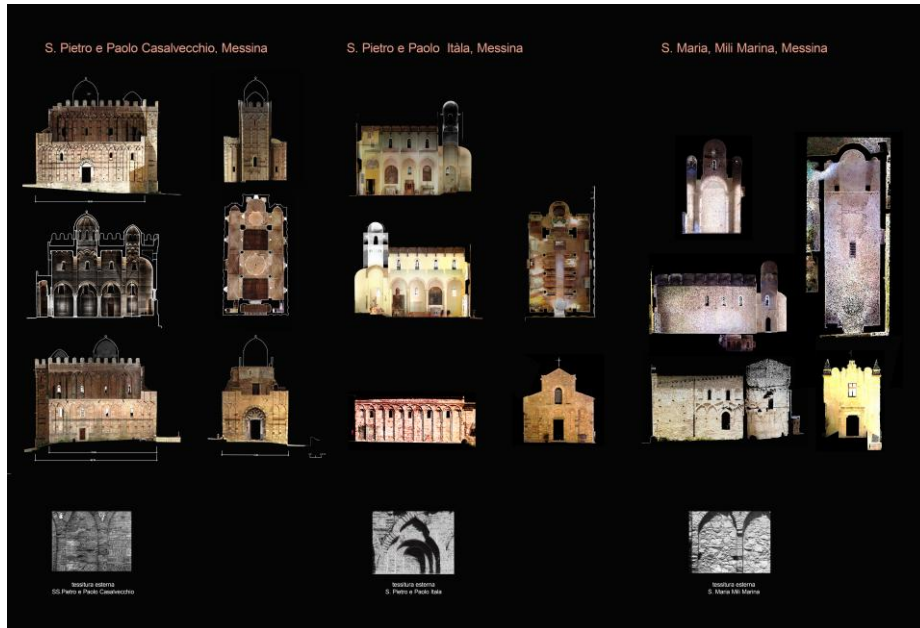 S. Pietro e Paolo Casalvecchio, Messina
S. Pietro e Paolo Itàla, Messina
S. Maria, Mili Marina, Messina
tessitura esterna
SS.Pietro e Paolo Casalvecchio
tessitura esterna
S. Pietro e Paolo Itala
tessitura esterna
S. Maria Mili Marina